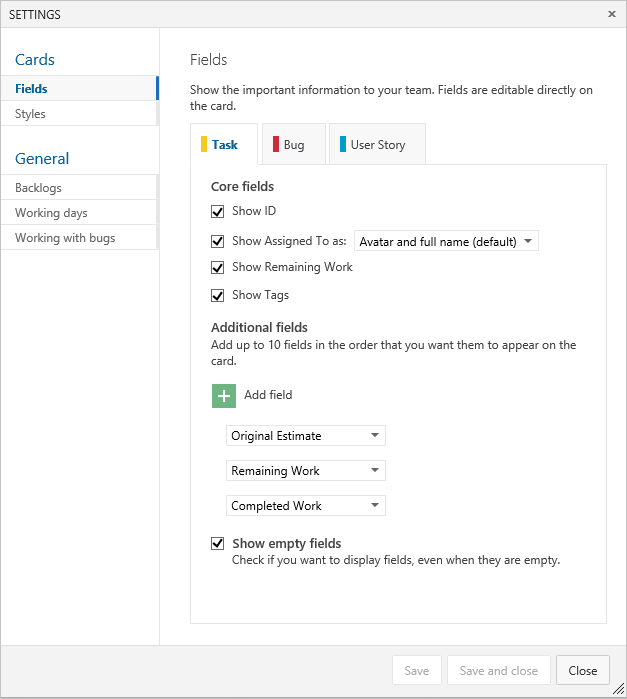 SETTINGS
Cards
Fields
Styles
General
Backlogs
Working days
Working with bugs
Fields
Show the important information to your team. Fields are editable directly on
the card.
Task
Bug
User Story
Core fields
Show ID
Show Assigned To as:
Avatar and full name (default)
Show Remaining Work
Show Tags
Additional fields
Add up to 10 fields in the order that you want them to appear on the
card.
Add field
Original Estimate
Remaining Work
Completed Work
Show empty fields
Check if you want to display fields, even when they are empty.
Save
Save and close
Close